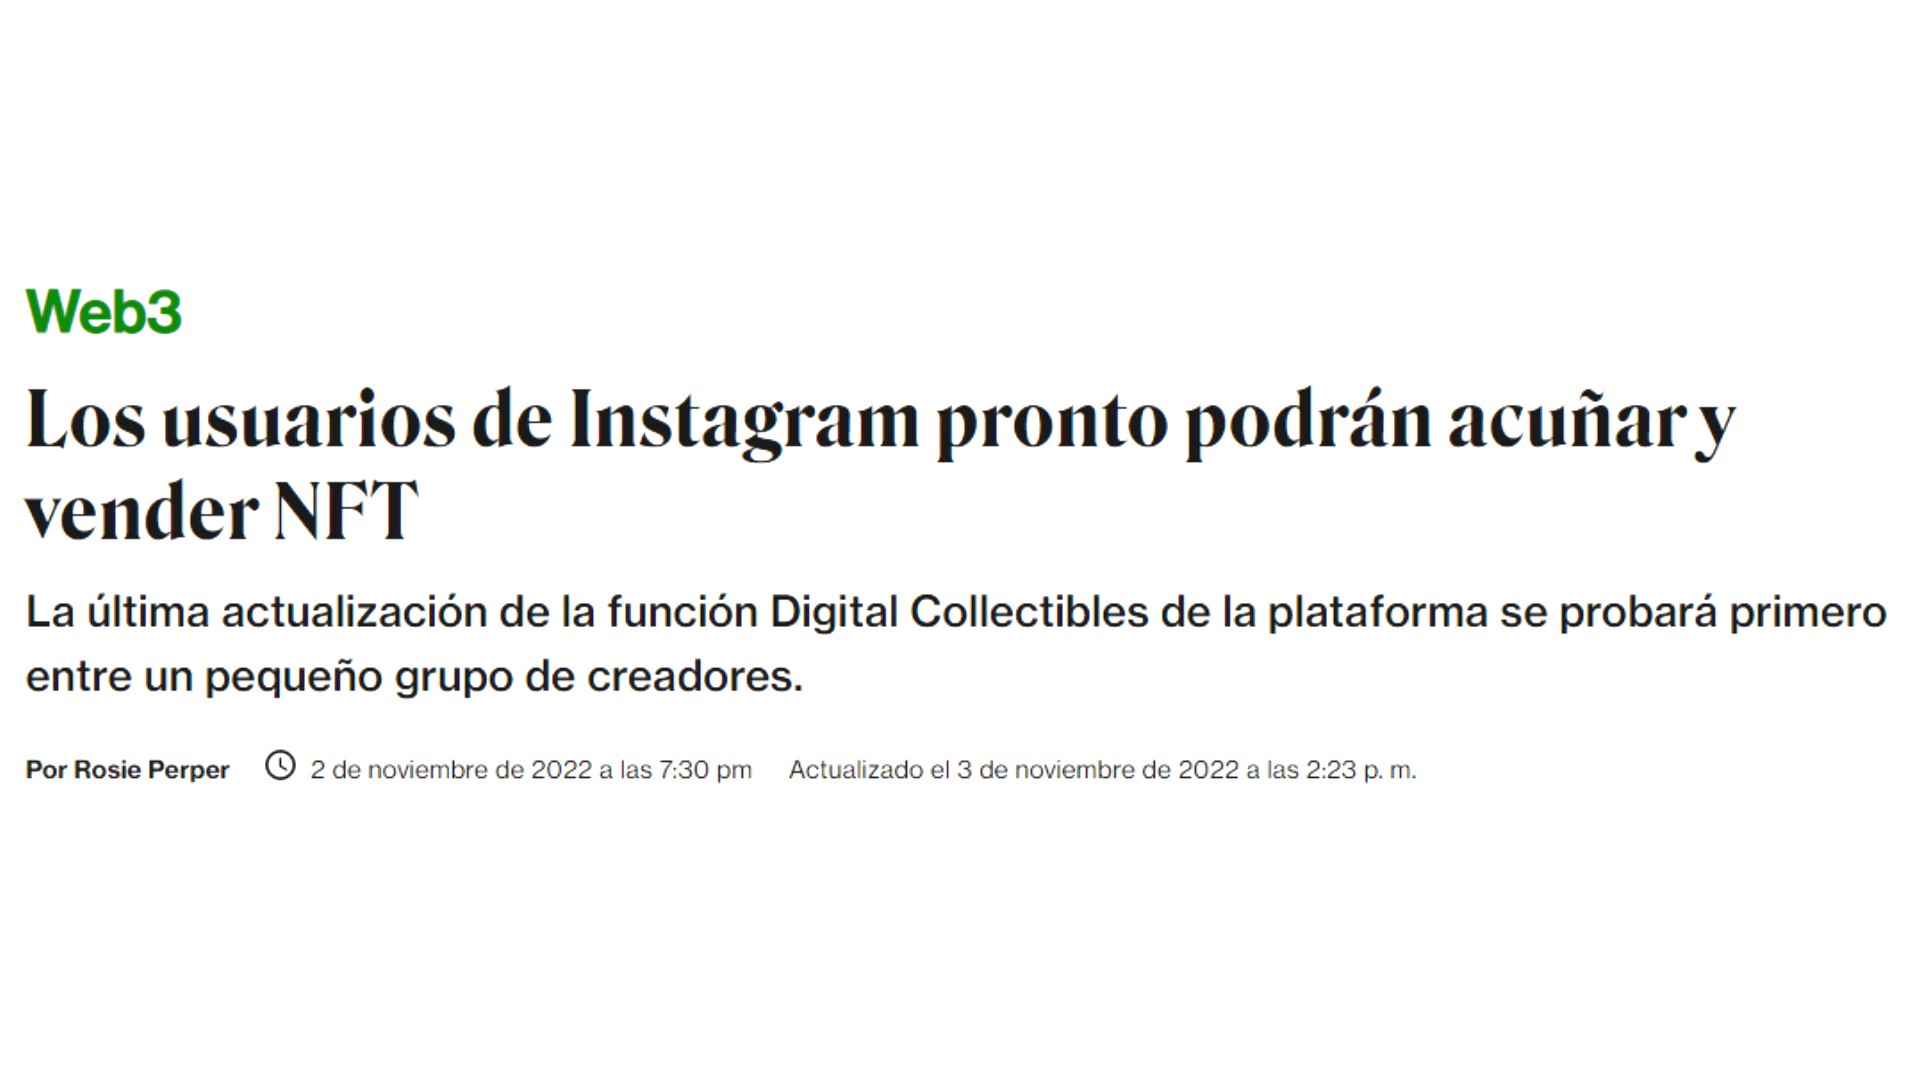 Web3
Los usuarios de Instagram pronto podrán acuñar y
vender NFT
La última actualización de la función Digital Collectibles de la plataforma se probará primero
entre un pequeño grupo de creadores.
Por Rosie Perper 2 de noviembre de 2022 a las 7:30 pm Actualizado el 3 de noviembre de 2022 a las 2:23 p. m.